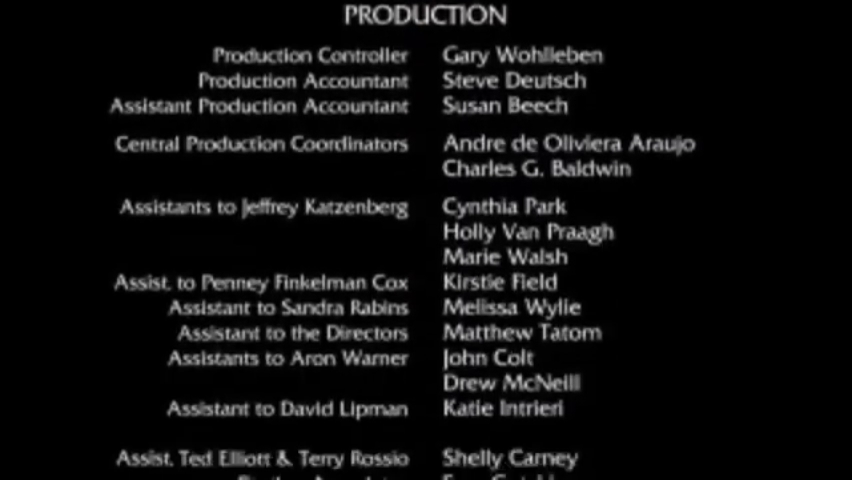 PRODUCTION
Production Controller Gary Wohlleben
Production Accountant Steve Deutsch
Assistant Production Accountant Susan Beech
Central Production Coordinators Andre de Oliviera Araujo
Charles G. Baldwin
Assistants to Jeffrey Katzenberg Cynthia Park
Holly Van Praagh
Marie Walsh
Assist. to Penney Finkelman Cox Kirstie Field
Assistant to Sandra Rabins Melissa Wylie
Assistant to the Directors Matthew Tatom
Assistants to Aron Warner John Colt
Drew McNeill
Assistant to David Lipman Katie Intrieri
Assist. Ted Elliott & Terry Rossio Shelly Carney